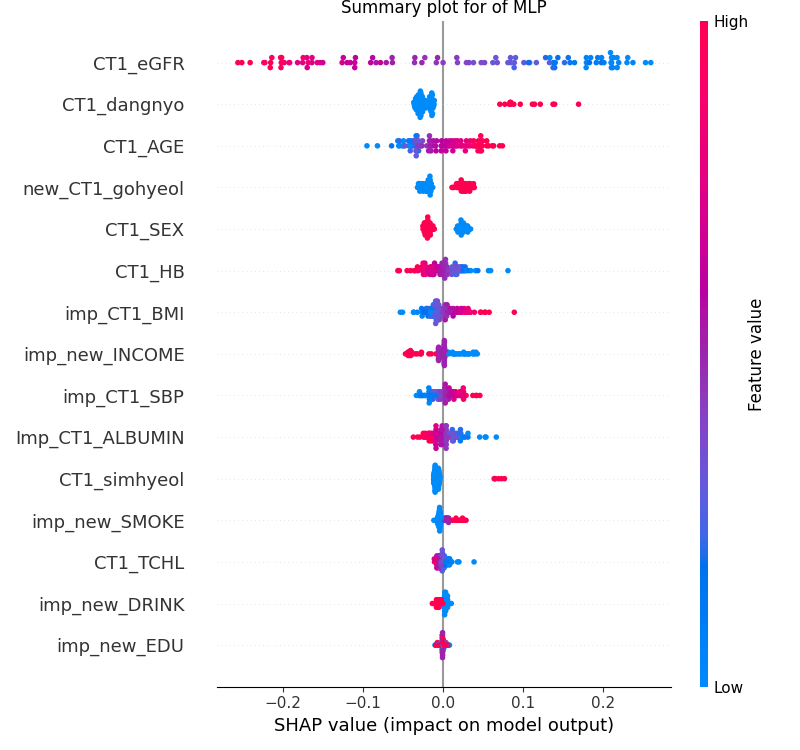 Summary plot for of MLP
High
CT1_eGFR
CT1_dangnyo
CT1_AGE
new_CT1_gohyeol
CT1_SEX
CT1_HB
imp_CT1_BMI
imp_new_INCOME
imp_CT1_SBP
Imp_CT1_ALBUMIN
CT1_simhyeol
imp_new_SMOKE
CT1_TCHL
imp_new_DRINK
imp_new_EDU
Feature value
Low
−0.2 −0.1 0.0 0.1 0.2
SHAP value (impact on model output)